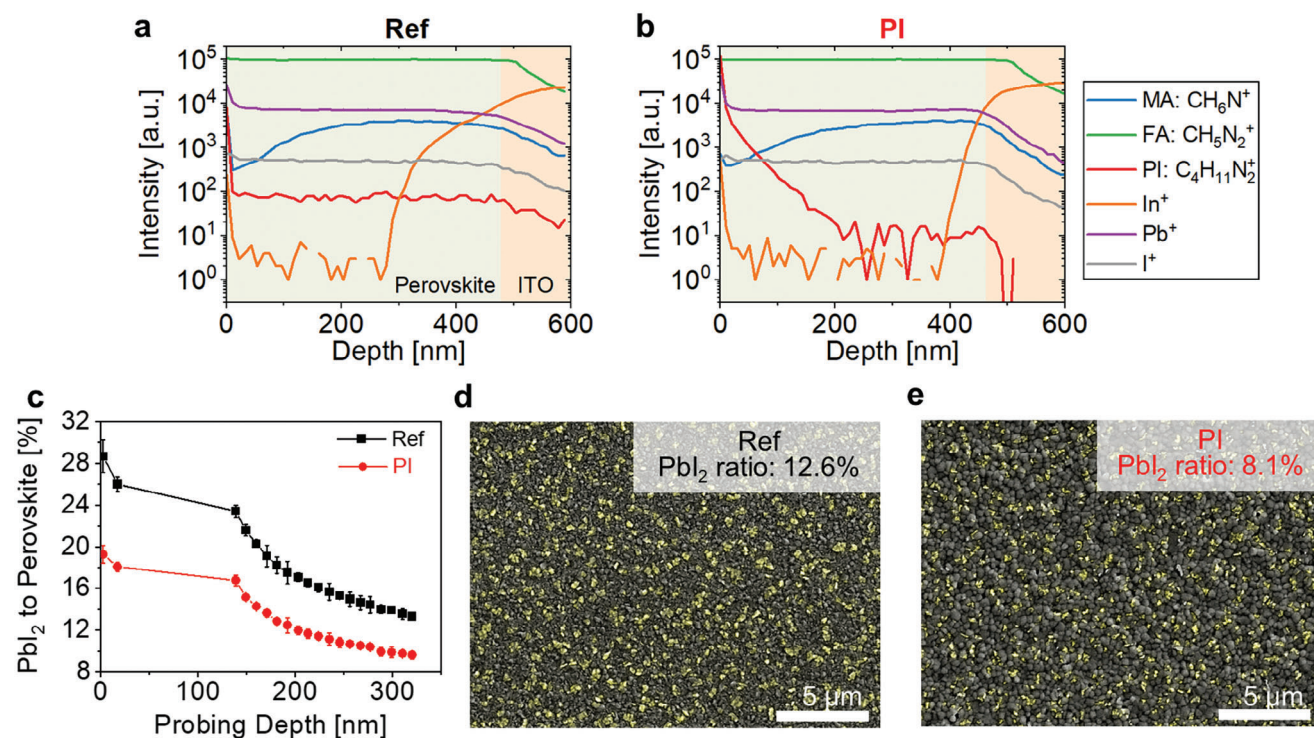 a
Ref
Intensity [a.u.]
10⁵
10⁴
10³
10²
10¹
10⁰
Perovskite
ITO
0
200
400
600
Depth [nm]
b
PI
Intensity [a.u.]
10⁵
10⁴
10³
10²
10¹
10⁰
0
200
400
600
Depth [nm]
MA: CH₆N⁺
FA: CH₅N₂⁺
PI: C₄H₁₁N₂⁺
In⁺
Pb⁺
I⁺
c
PbI₂ to Perovskite [%]
32
28
24
20
16
12
8
Ref
PI
0
100
200
300
Probing Depth [nm]
d
Ref
PbI₂ ratio: 12.6%
5 μm
e
PI
PbI₂ ratio: 8.1%
5 μm